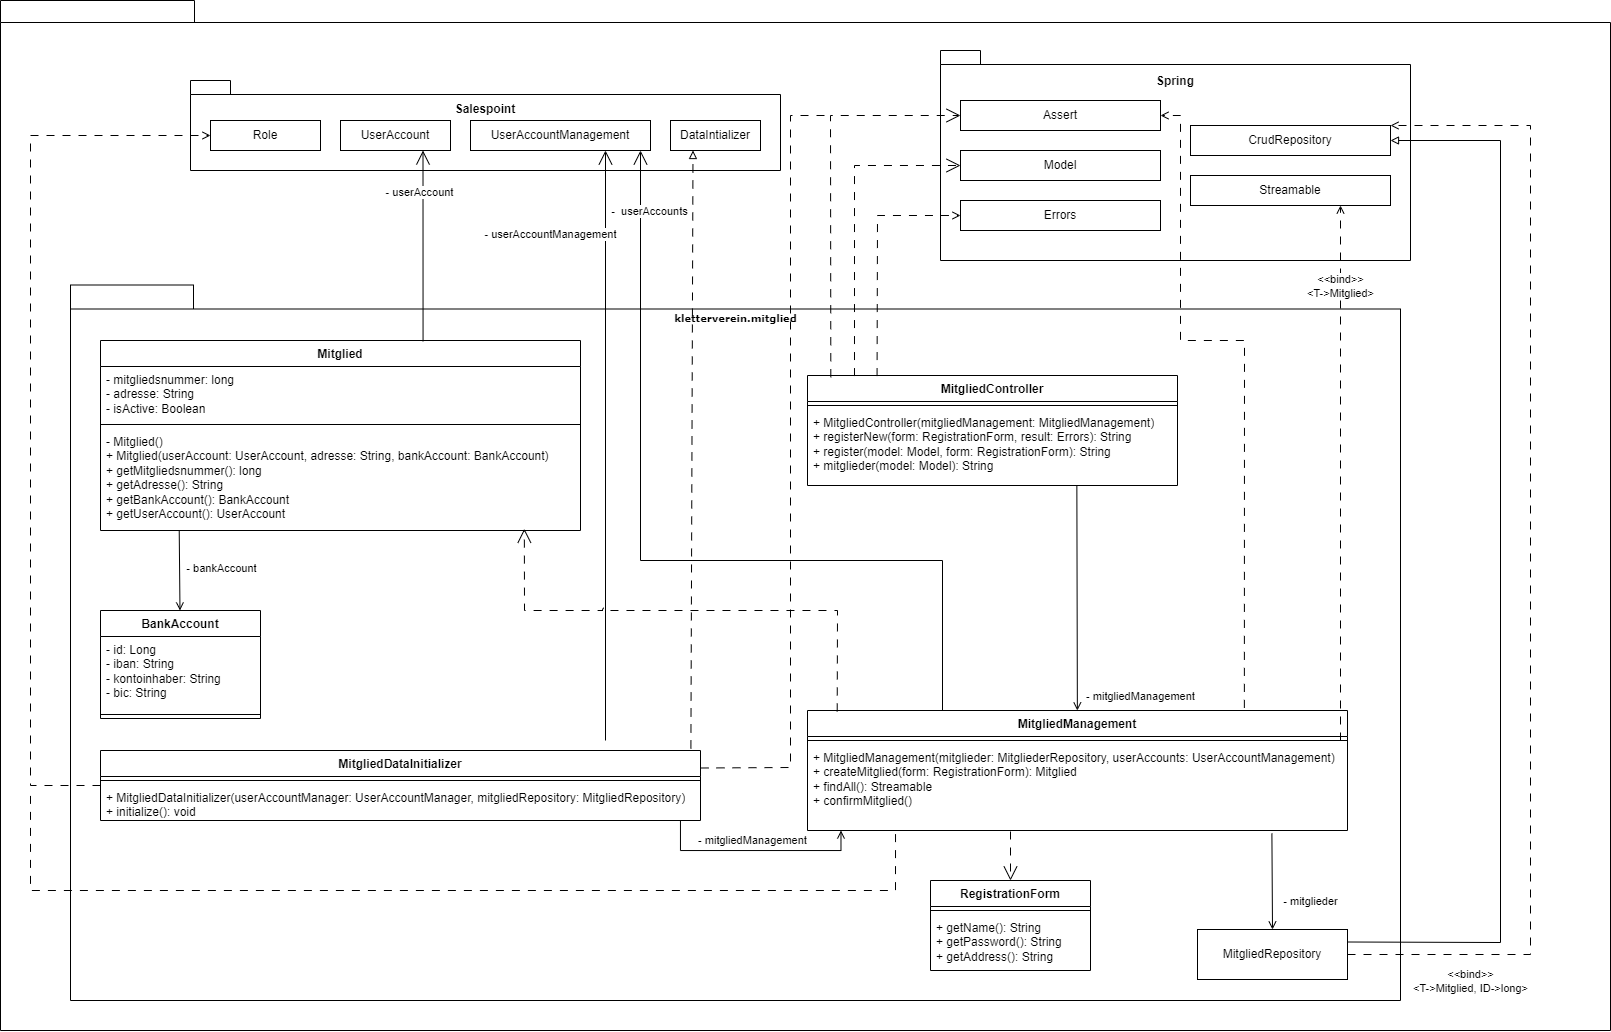 Spring
Salespoint
Role
UserAccount
UserAccountManagement
DataIntializer
Assert
CrudRepository
Model
Streamable
Errors
- userAccount
- userAccounts
- userAccountManagement
<<bind>>
<T->Mitglied>
kletterverein.mitglied
Mitglied
- mitgliedsnummer: long
- adresse: String
- isActive: Boolean
- Mitglied()
+ Mitglied(userAccount: UserAccount, adresse: String, bankAccount: BankAccount)
+ getMitgliedsnummer(): long
+ getAdresse(): String
+ getBankAccount(): BankAccount
+ getUserAccount(): UserAccount
MitgliedController
+ MitgliedController(mitgliedManagement: MitgliedManagement)
+ registerNew(form: RegistrationForm, result: Errors): String
+ register(model: Model, form: RegistrationForm): String
+ mitglieder(model: Model): String
- bankAccount
BankAccount
- id: Long
- iban: String
- kontoinhaber: String
- bic: String
- mitgliedManagement
MitgliedManagement
+ MitgliedManagement(mitglieder: MitgliederRepository, userAccounts: UserAccountManagement)
+ createMitglied(form: RegistrationForm): Mitglied
+ findAll(): Streamable
+ confirmMitglied()
MitgliedDataInitializer
+ MitgliedDataInitializer(userAccountManager: UserAccountManager, mitgliedRepository: MitgliedRepository)
+ initialize(): void
- mitgliedManagement
RegistrationForm
+ getName(): String
+ getPassword(): String
+ getAddress(): String
- mitglieder
MitgliedRepository
<<bind>>
<T->Mitglied, ID->long>